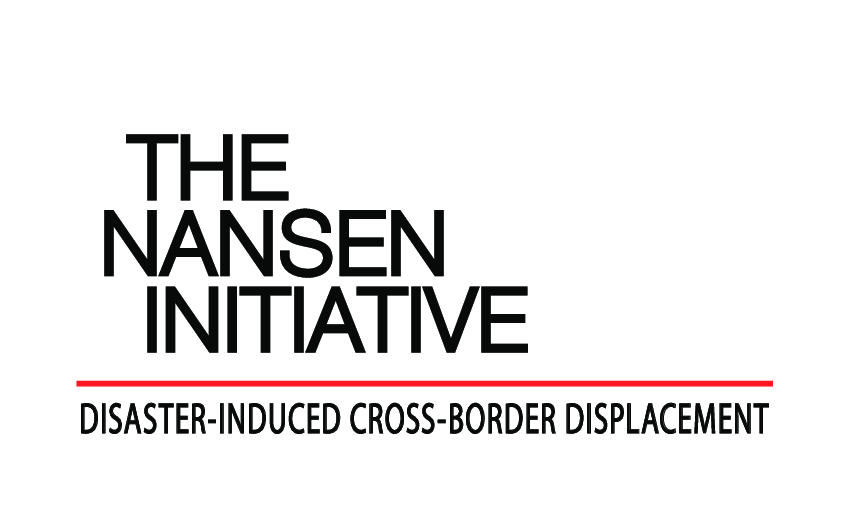 THE
NANSEN
INITIATIVE
DISASTER-INDUCED CROSS-BORDER DISPLACEMENT